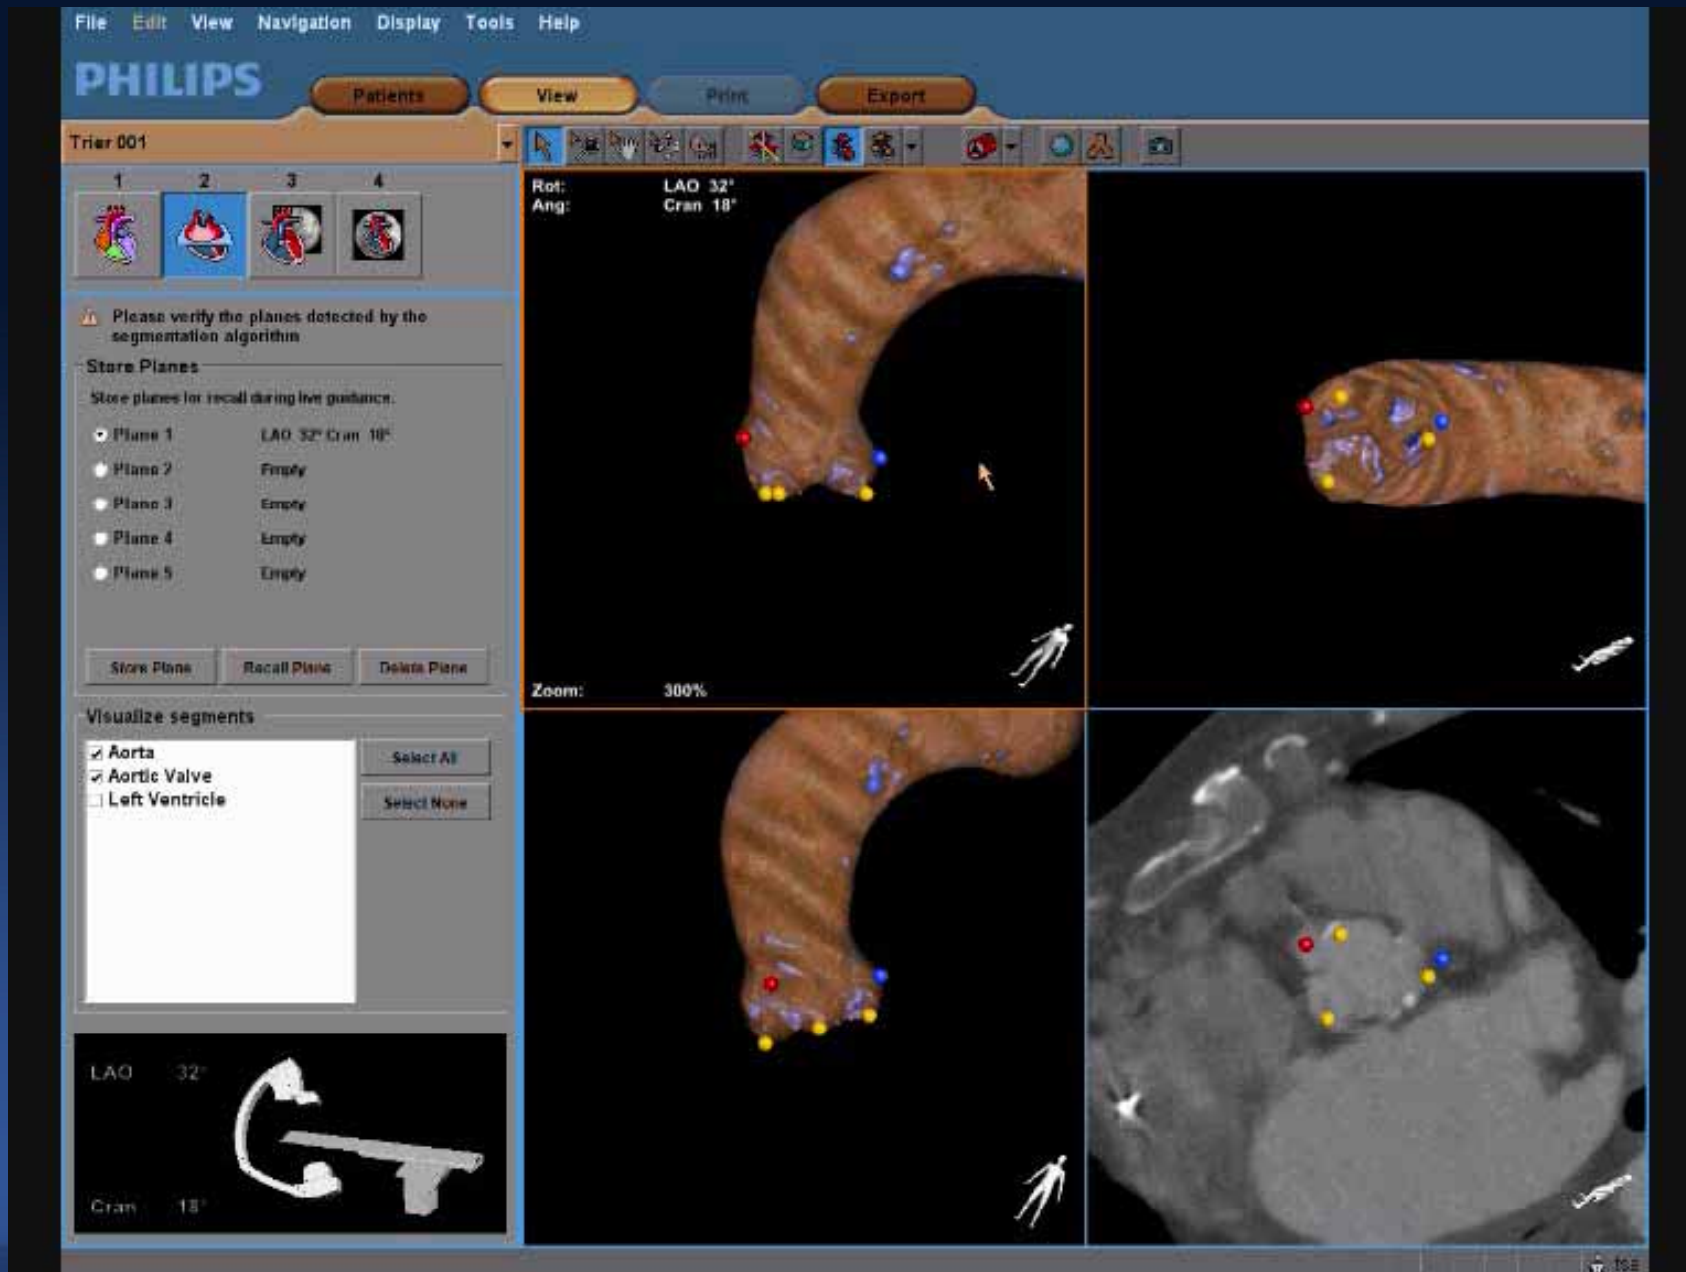 File Edit View Navigation Display Tools Help
PHILIPS
Patients View Print Export
Trier 001
1 2 3 4
Please verify the planes detected by the
segmentation algorithm
Store Planes
Store planes for recall during live guidance.
Plane 1 LAO 32° Cran 18°
Plane 2 Empty
Plane 3 Empty
Plane 4 Empty
Plane 5 Empty
Store Plane Recall Plane Delete Plane
Visualize segments
Aorta
Aortic Valve
Left Ventricle
Select All
Select None
LAO 32°
Cran 18°
Rot: LAO 32°
Ang: Cran 18°
Zoom: 300%